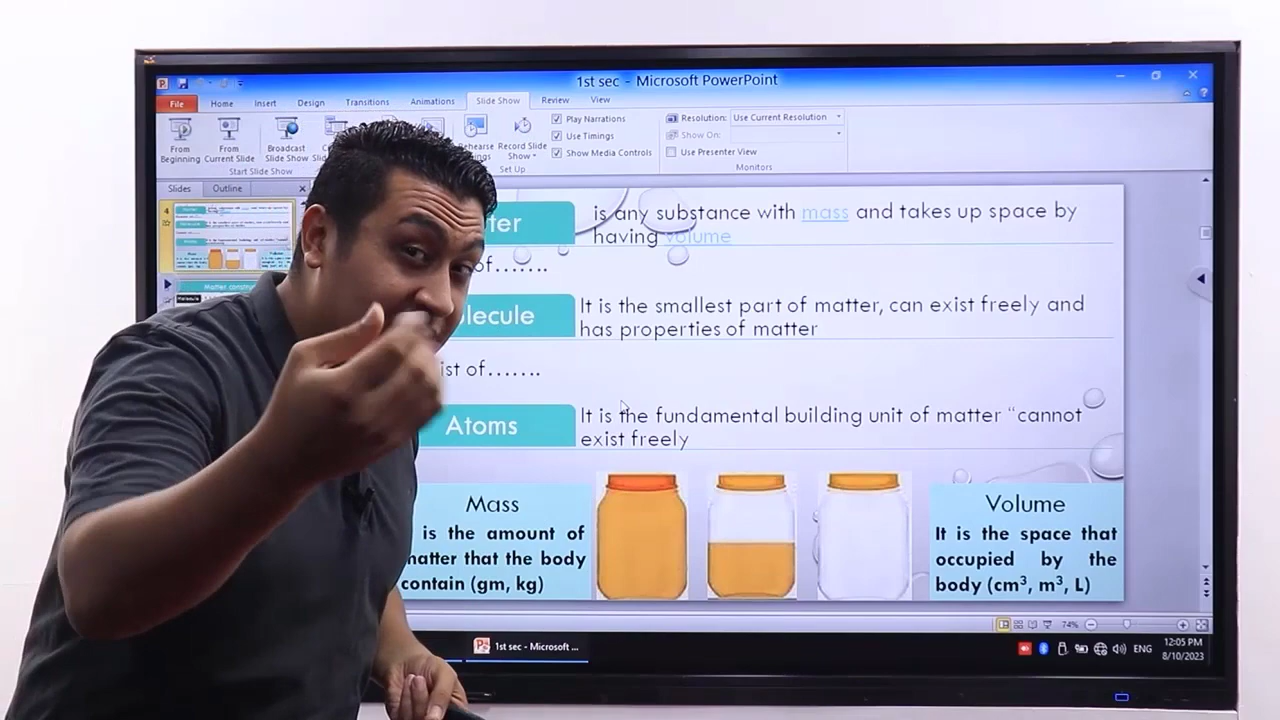 1st sec - Microsoft PowerPoint
File Home Insert Design Transitions Animations Slide Show Review View
From Beginning
From Current Slide
Broadcast Slide Show
Record Slide Show
Play Narrations
Use Timings
Show Media Controls
Set Up
Resolution: Use Current Resolution
Show On:
Use Presenter View
Monitors
Start Slide Show
Slides Outline
4
is any substance with mass and takes up space by
having volume
of…….
It is the smallest part of matter, can exist freely and
has properties of matter
ist of…….
Atoms
It is the fundamental building unit of matter “cannot
exist freely
Mass
is the amount of
matter that the body
contain (gm, kg)
Volume
It is the space that
occupied by the
body (cm³, m³, L)
74%
1st sec - Microsoft ...
ENG
12:05 PM
8/10/2023